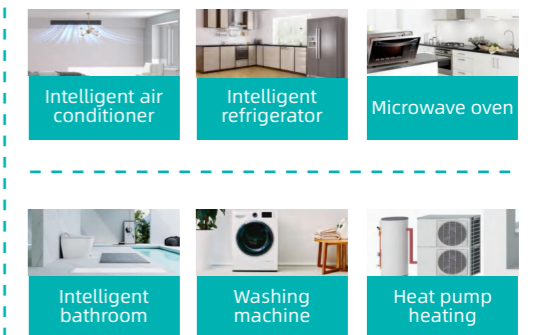 Intelligent air
conditioner
Intelligent
refrigerator
Microwave oven
Intelligent
bathroom
Washing
machine
Heat pump
heating